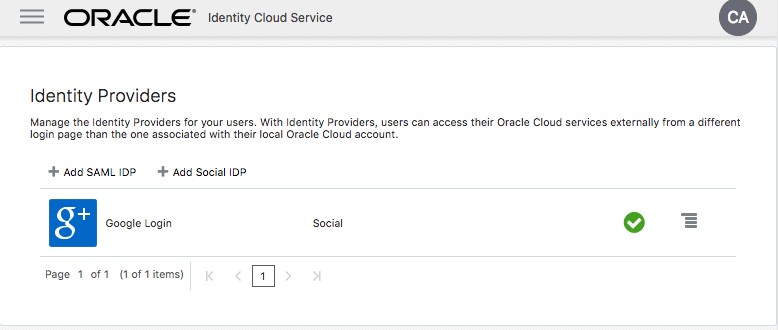 ORACLE® Identity Cloud Service CA
Identity Providers
Manage the Identity Providers for your users. With Identity Providers, users can access their Oracle Cloud services externally from a different
login page than the one associated with their local Oracle Cloud account.
+ Add SAML IDP + Add Social IDP
g+ Google Login Social
Page 1 of 1 (1 of 1 items) 1